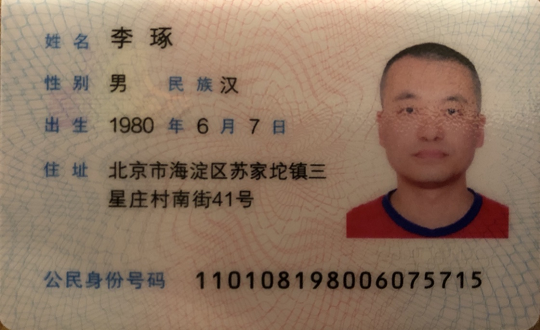 姓名 李琢
性别 男 民族 汉
出生 1980 年 6 月 7 日
住址 北京市海淀区苏家坨镇三
星庄村南街41号
公民身份号码 110108198006075715